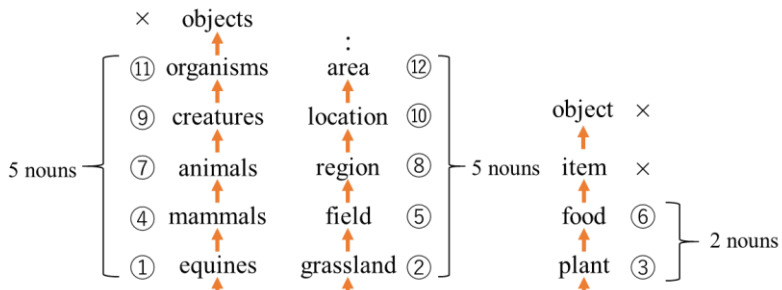 × objects
:
⑪ organisms area ⑫
⑨ creatures location ⑩ object ×
5 nouns ⑦ animals region ⑧ 5 nouns item ×
④ mammals field ⑤ food ⑥
2 nouns
① equines grassland ② plant ③